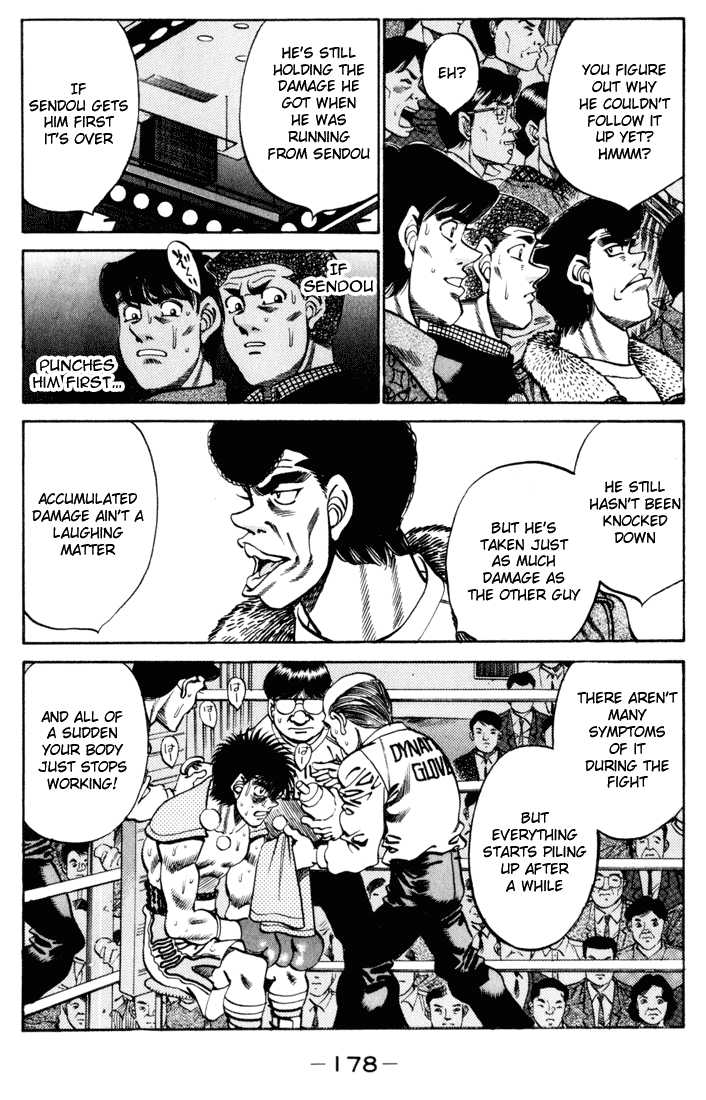 YOU FIGURE
OUT WHY
HE COULDN'T
FOLLOW IT
UP YET?
HMMM?
EH?
HE'S STILL
HOLDING THE
DAMAGE HE
GOT WHEN
HE WAS
RUNNING
FROM SENDOU
IF
SENDOU GETS
HIM FIRST
IT'S OVER
IF
SENDOU
PUNCHES
HIM FIRST...
HE STILL
HASN'T BEEN
KNOCKED
DOWN
BUT HE'S
TAKEN JUST
AS MUCH
DAMAGE AS
THE OTHER GUY
ACCUMULATED
DAMAGE AIN'T A
LAUGHING
MATTER
THERE AREN'T
MANY
SYMPTOMS
OF IT
DURING THE
FIGHT
BUT
EVERYTHING
STARTS PILING
UP AFTER
A WHILE
AND ALL OF
A SUDDEN
YOUR BODY
JUST STOPS
WORKING!
は
は
は
は
-178-